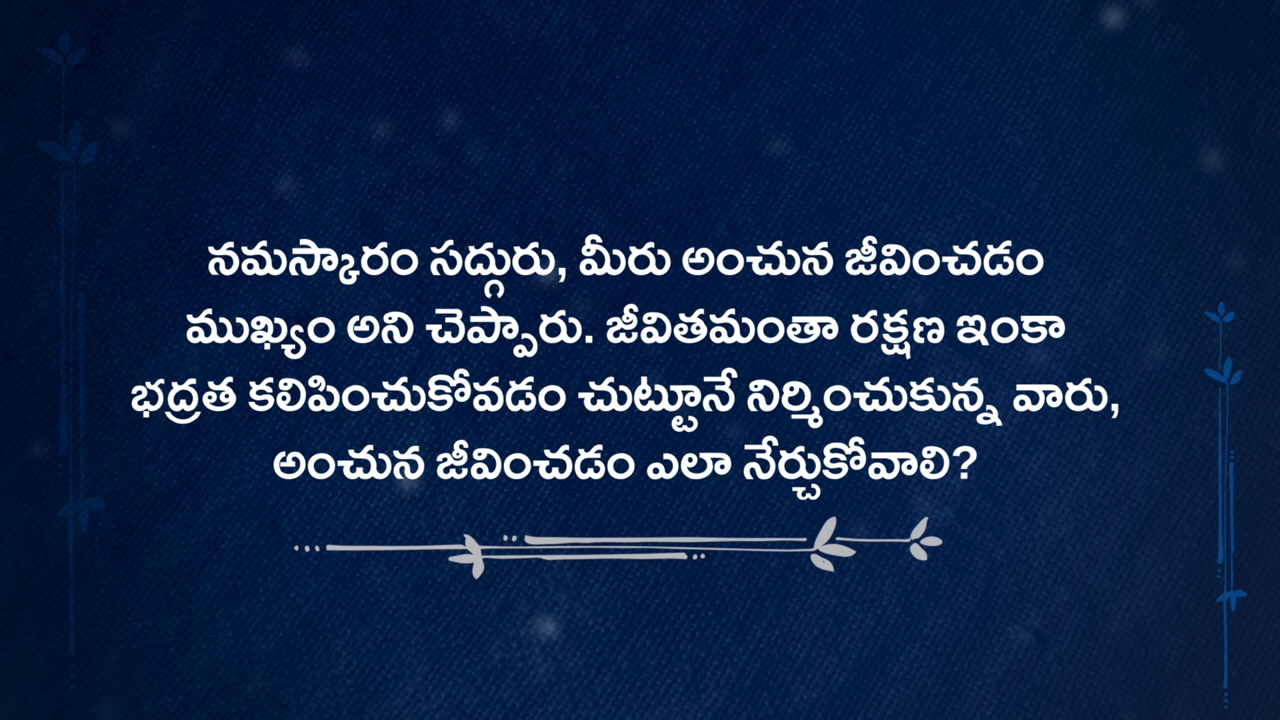 నమస్కారం సద్గురు, మీరు అంచున జీవించడం
ముఖ్యం అని చెప్పారు. జీవితమంతా రక్షణ ఇంకా
భద్రత కలిపించుకోవడం చుట్టూనే నిర్మించుకున్న వారు,
అంచున జీవించడం ఎలా నేర్చుకోవాలి?